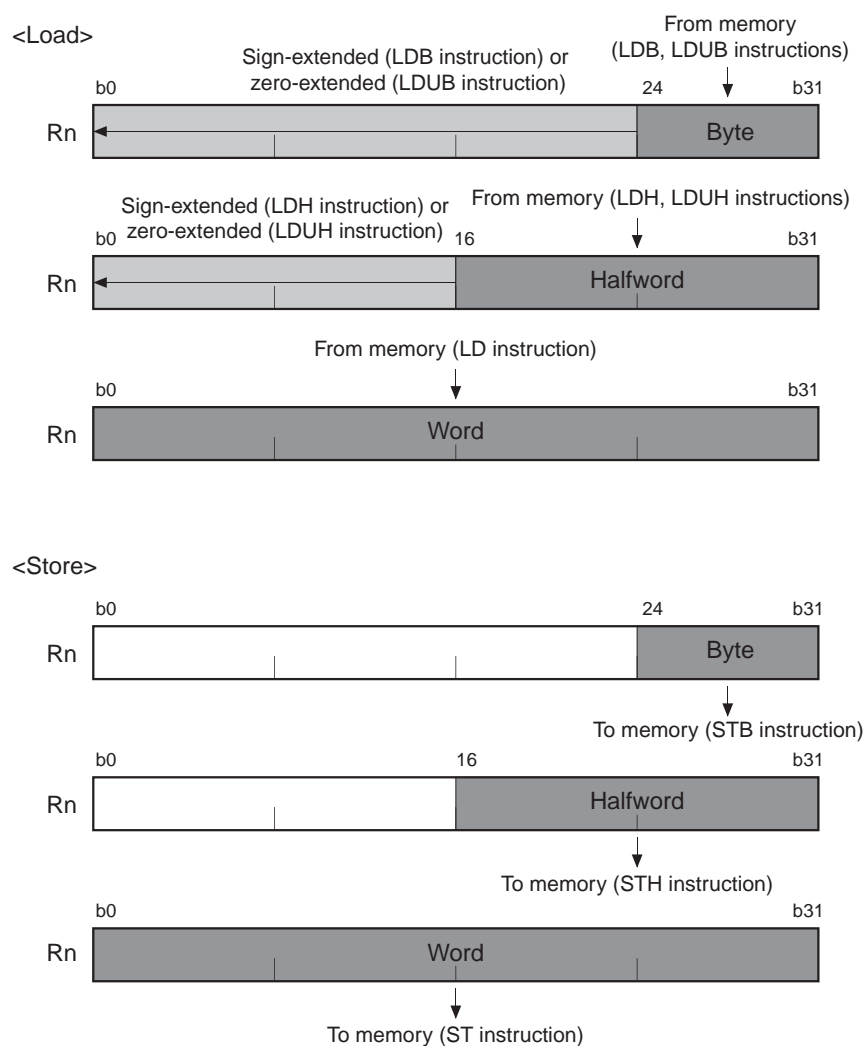 <Load>
From memory
(LDB, LDUB instructions)
Sign-extended (LDB instruction) or
zero-extended (LDUB instruction)
b0 24 b31
Rn Byte
From memory (LDH, LDUH instructions)
Sign-extended (LDH instruction) or
zero-extended (LDUH instruction)
b0 16 b31
Rn Halfword
From memory (LD instruction)
b0 b31
Rn Word
<Store>
b0 24 b31
Rn Byte
To memory (STB instruction)
b0 16 b31
Rn Halfword
To memory (STH instruction)
b0 b31
Rn Word
To memory (ST instruction)